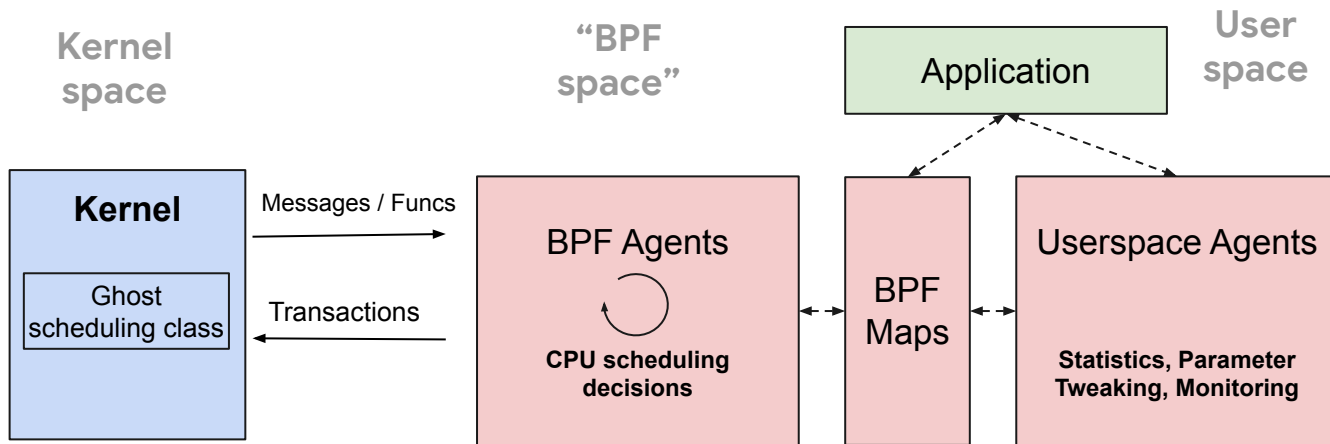 Kernel
space
“BPF
space”
User
space
Application
Kernel
Ghost
scheduling class
Messages / Funcs
Transactions
BPF Agents
CPU scheduling
decisions
BPF
Maps
Userspace Agents
Statistics, Parameter
Tweaking, Monitoring